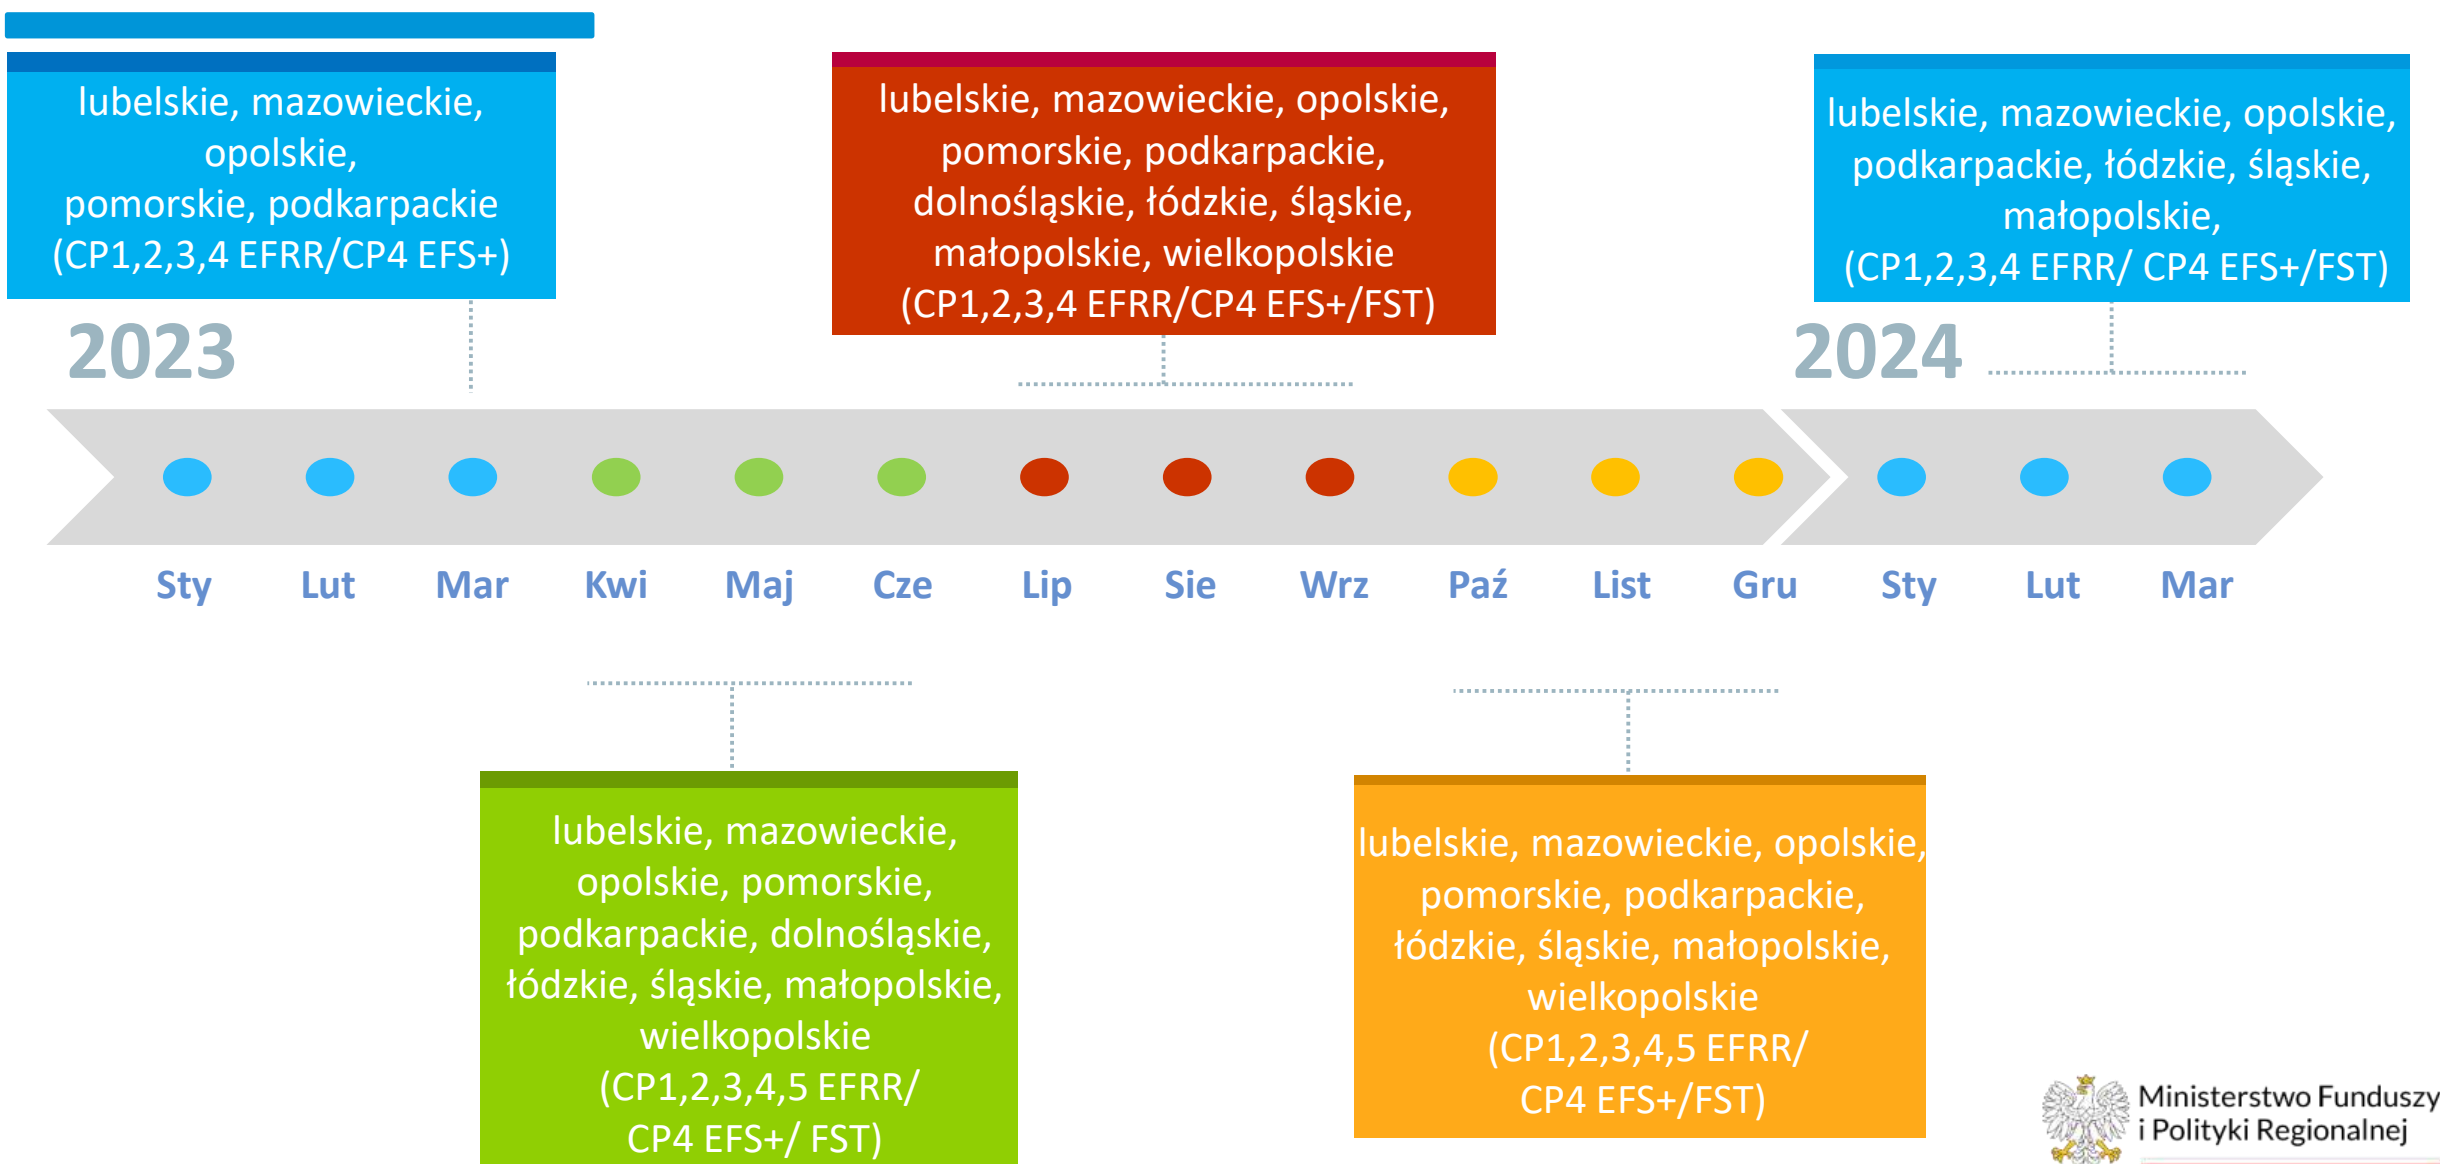 lubelskie, mazowieckie,
opolskie,
pomorskie, podkarpackie
(CP1,2,3,4 EFRR/CP4 EFS+)
lubelskie, mazowieckie, opolskie,
pomorskie, podkarpackie,
dolnośląskie, łódzkie, śląskie,
małopolskie, wielkopolskie
(CP1,2,3,4 EFRR/CP4 EFS+/FST)
lubelskie, mazowieckie, opolskie,
podkarpackie, łódzkie, śląskie,
małopolskie,
(CP1,2,3,4 EFRR/ CP4 EFS+/FST)
2023
2024
Sty Lut Mar Kwi Maj Cze Lip Sie Wrz Paź List Gru Sty Lut Mar
lubelskie, mazowieckie,
opolskie, pomorskie,
podkarpackie, dolnośląskie,
łódzkie, śląskie, małopolskie,
wielkopolskie
(CP1,2,3,4,5 EFRR/
CP4 EFS+/ FST)
lubelskie, mazowieckie, opolskie,
pomorskie, podkarpackie,
łódzkie, śląskie, małopolskie,
wielkopolskie
(CP1,2,3,4,5 EFRR/
CP4 EFS+/FST)
Ministerstwo Funduszy
i Polityki Regionalnej